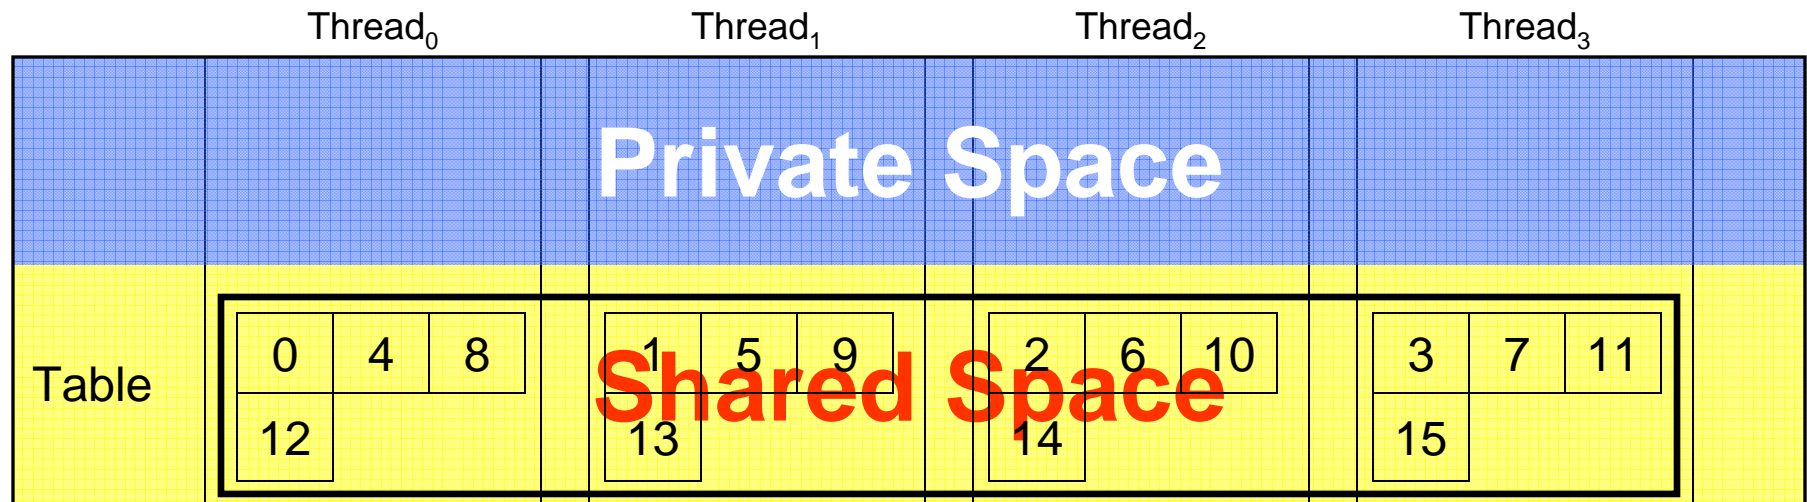 Thread₀ Thread₁ Thread₂ Thread₃
Private Space
0 4 8 1 5 9 2 6 10 3 7 11
Table Shared Space
12 13 14 15